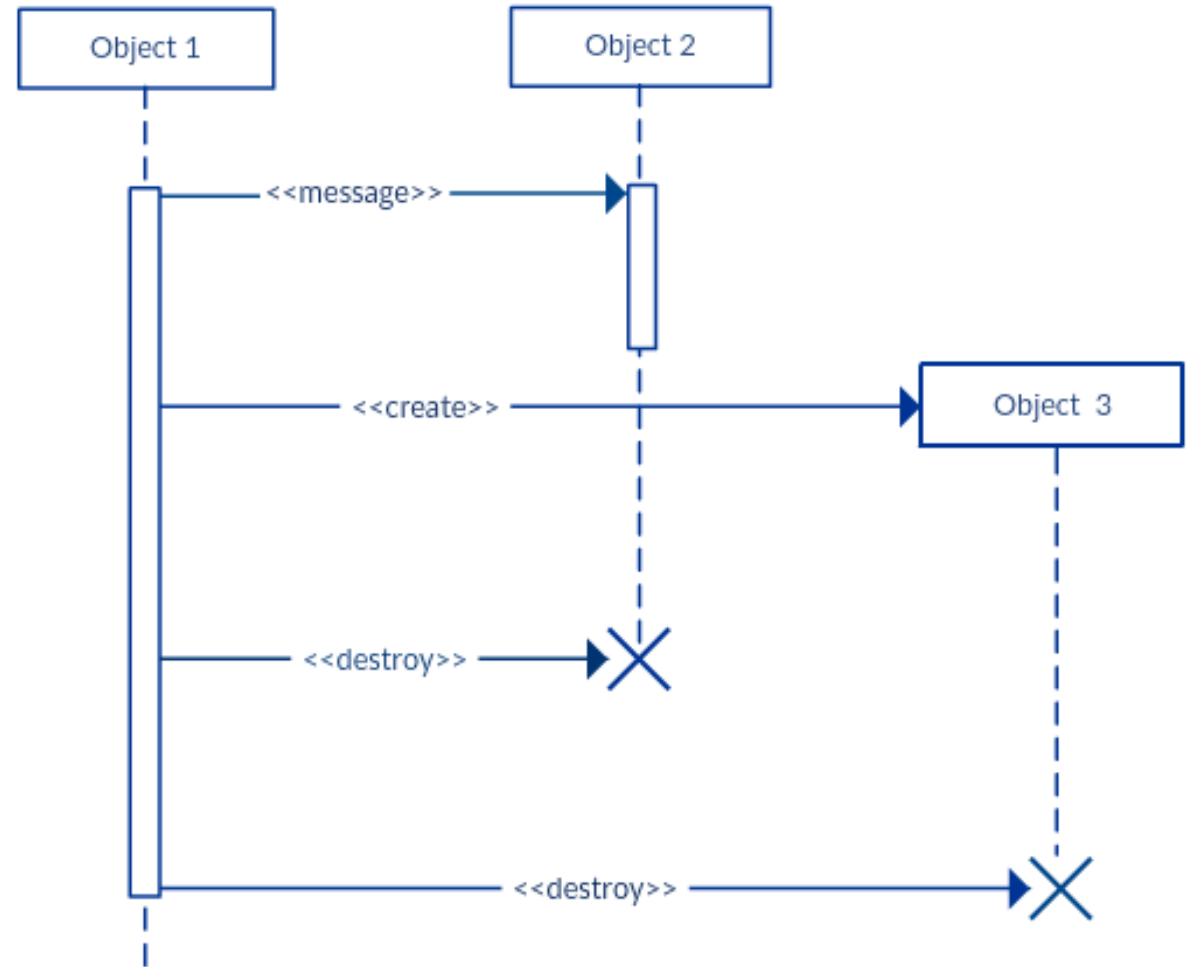 Object 1
Object 2
<<message>>
<<create>>
Object  3
<<destroy>>
<<destroy>>